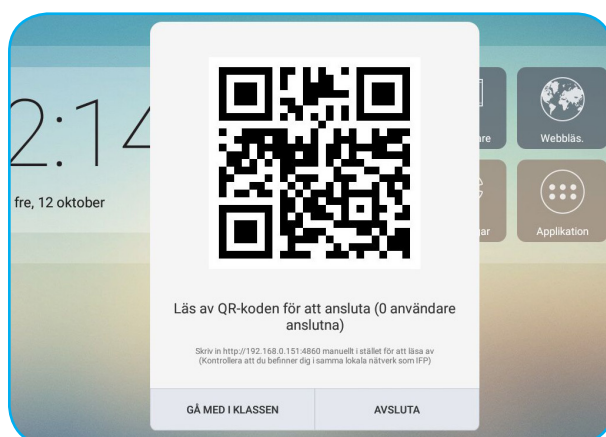 2:14
fre, 12 oktober
Webbläs.
Applikation
Läs av QR-koden för att ansluta (0 användare
anslutna)
Skriv in http://192.168.0.151:4860 manuellt i stället för att läsa av
(Kontrollera att du befinner dig i samma lokala nätverk som IFP)
GÅ MED I KLASSEN
AVSLUTA